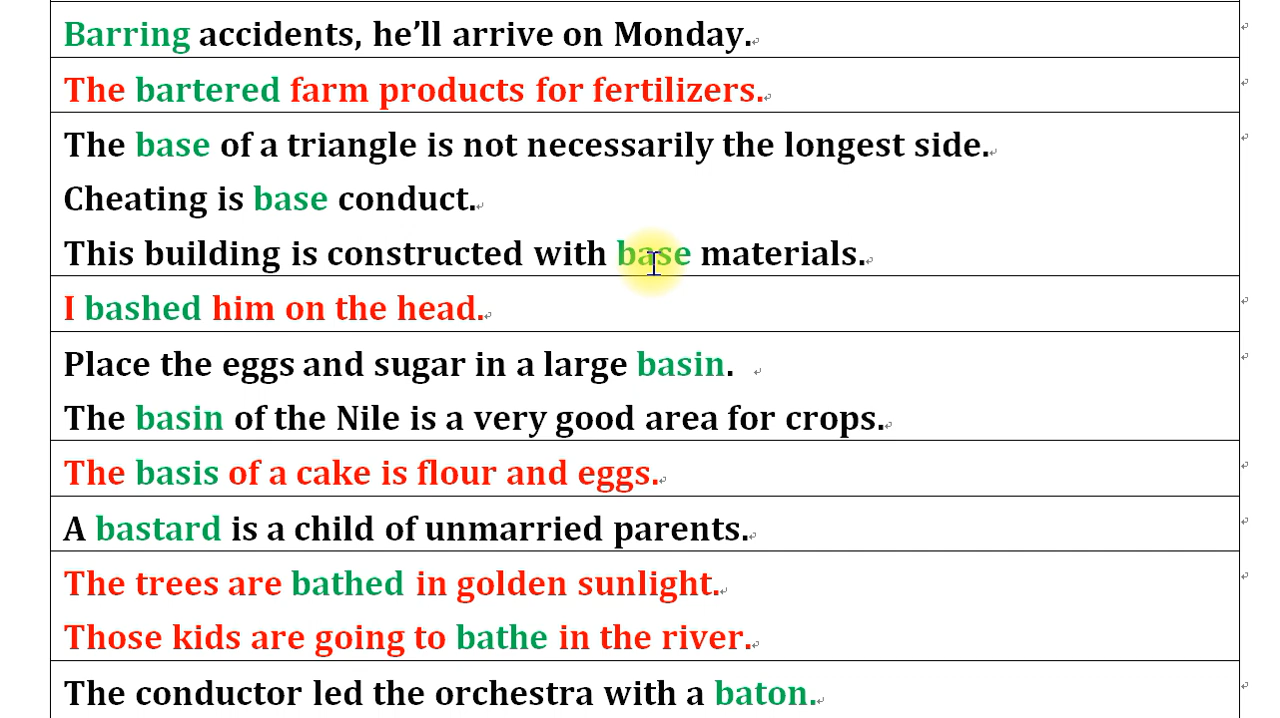 Barring accidents, he’ll arrive on Monday.
The bartered farm products for fertilizers.
The base of a triangle is not necessarily the longest side.
Cheating is base conduct.
This building is constructed with base materials.
I bashed him on the head.
Place the eggs and sugar in a large basin.
The basin of the Nile is a very good area for crops.
The basis of a cake is flour and eggs.
A bastard is a child of unmarried parents.
The trees are bathed in golden sunlight.
Those kids are going to bathe in the river.
The conductor led the orchestra with a baton.